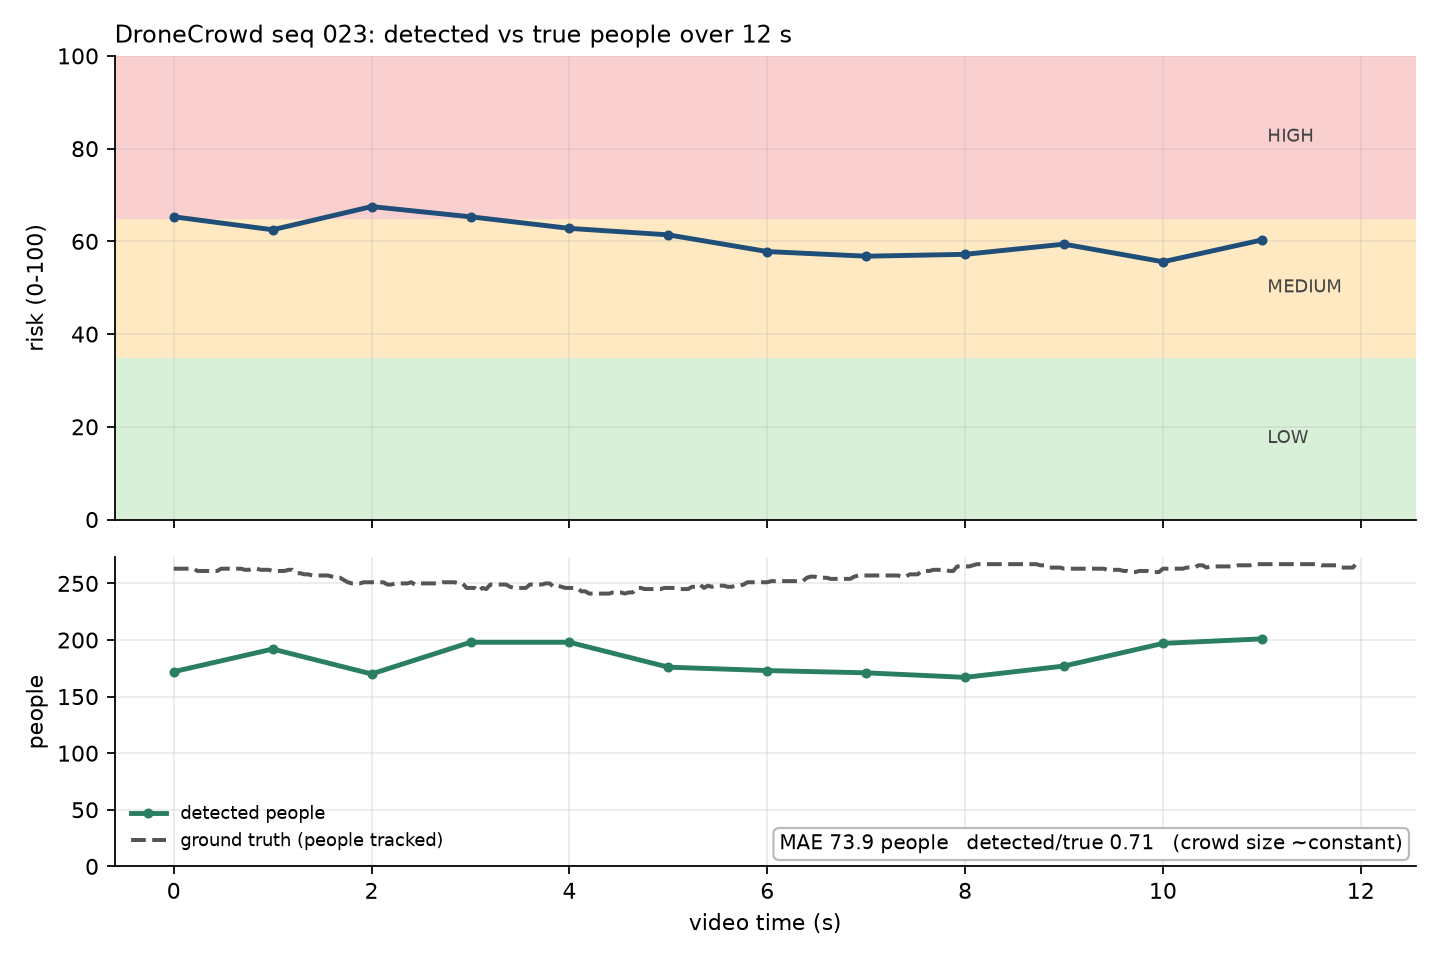 DroneCrowd seq 023: detected vs true people over 12 s
100
80
60
40
20
0
risk (0-100)
HIGH
MEDIUM
LOW
250
200
150
100
50
0
people
detected people
ground truth (people tracked)
MAE 73.9 people detected/true 0.71 (crowd size ~constant)
0 2 4 6 8 10 12
video time (s)